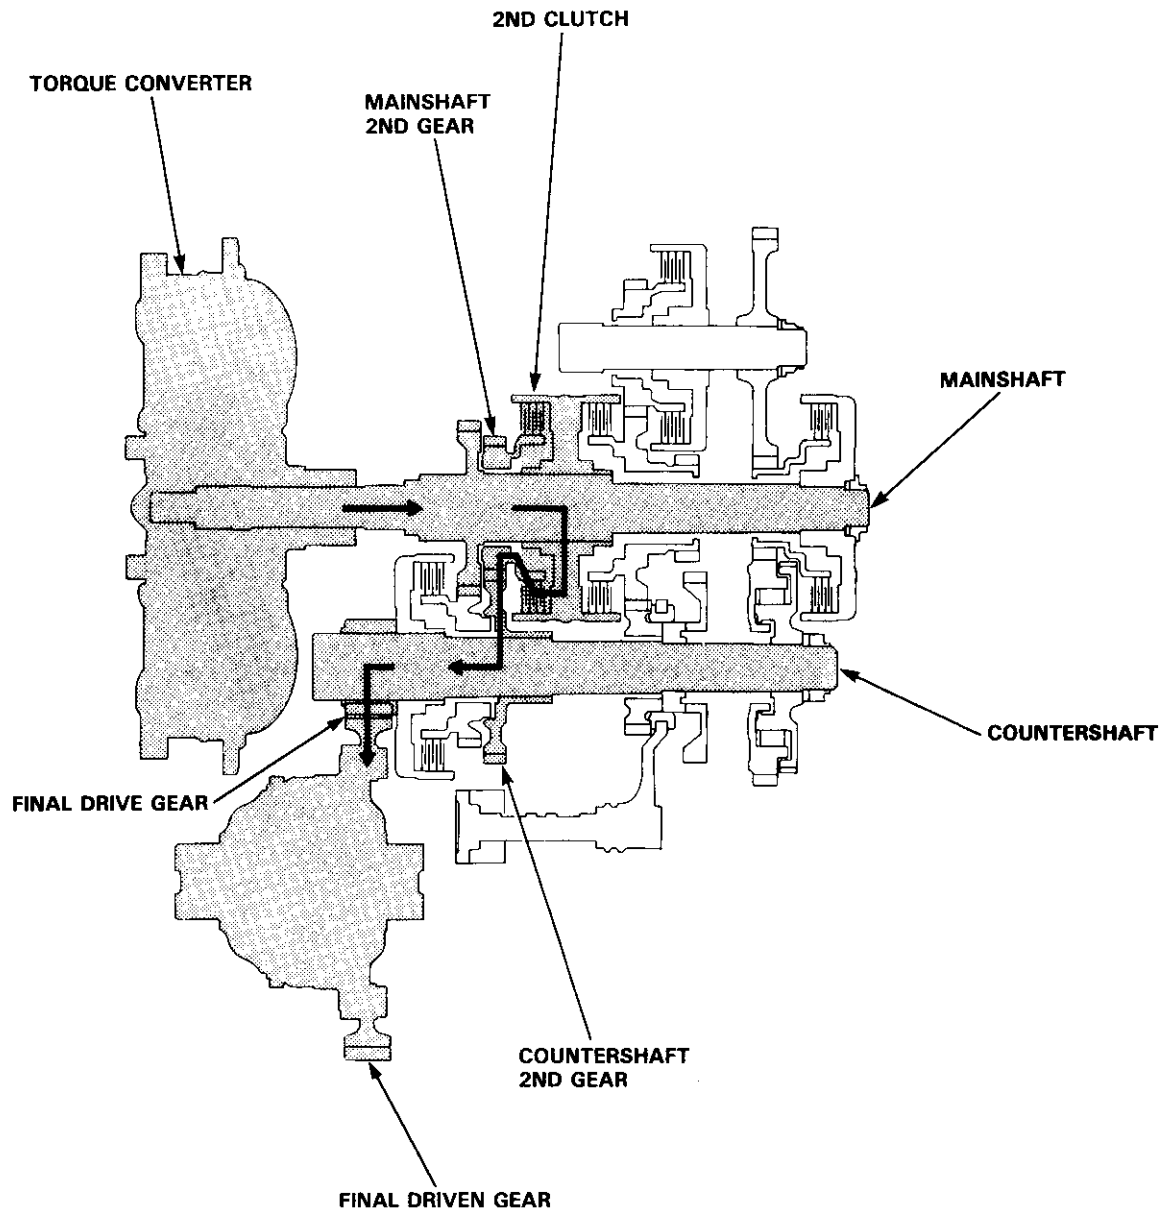 2ND CLUTCH
TORQUE CONVERTER
MAINSHAFT
2ND GEAR
MAINSHAFT
COUNTERSHAFT
FINAL DRIVE GEAR
COUNTERSHAFT
2ND GEAR
FINAL DRIVEN GEAR